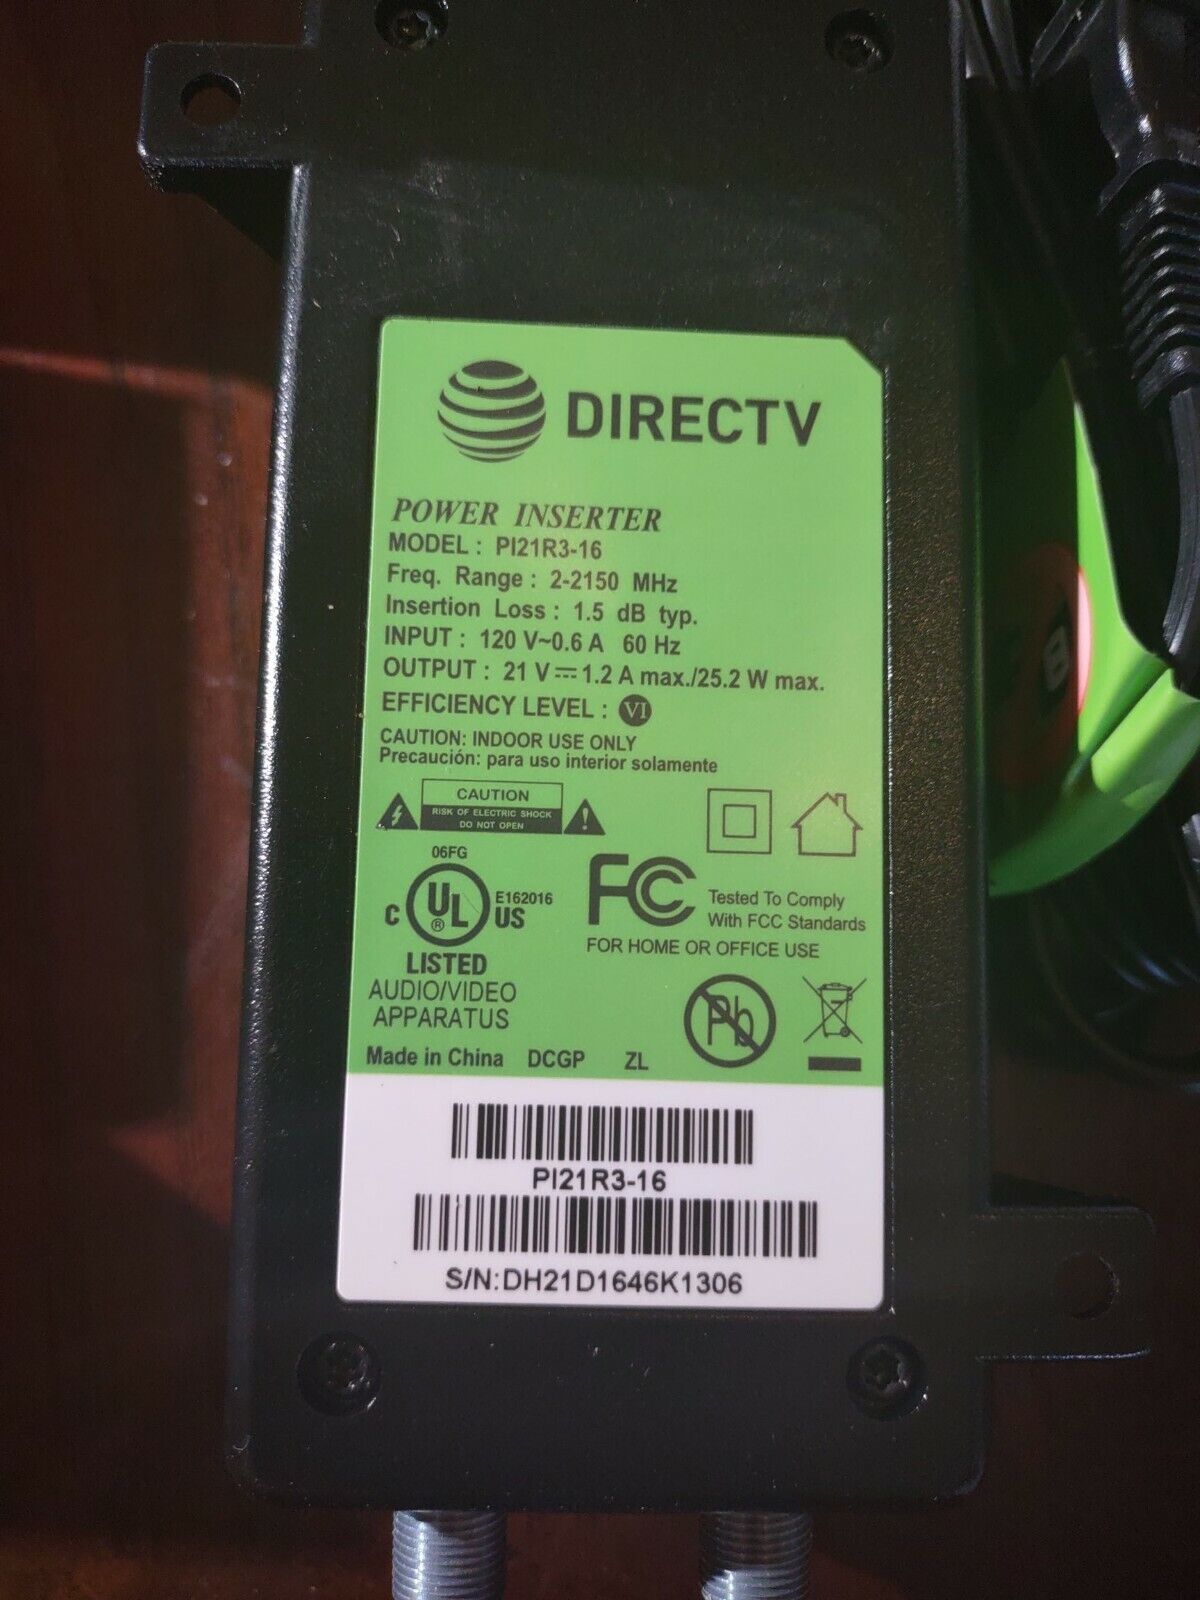 DIRECTV
POWER INSERTER
MODEL : PI21R3-16
Freq. Range : 2-2150 MHz
Insertion Loss : 1.5 dB typ.
INPUT : 120 V~0.6 A 60 Hz
OUTPUT : 21 V⎓1.2 A max./25.2 W max.
EFFICIENCY LEVEL : VI
CAUTION: INDOOR USE ONLY
Precaución: para uso interior solamente
CAUTION
RISK OF ELECTRIC SHOCK
DO NOT OPEN
06FG
C UL® US E162016
LISTED
AUDIO/VIDEO
APPARATUS
FC Tested To Comply
With FCC Standards
FOR HOME OR OFFICE USE
Pb
Made in China DCGP ZL
PI21R3-16
S/N:DH21D1646K1306
8